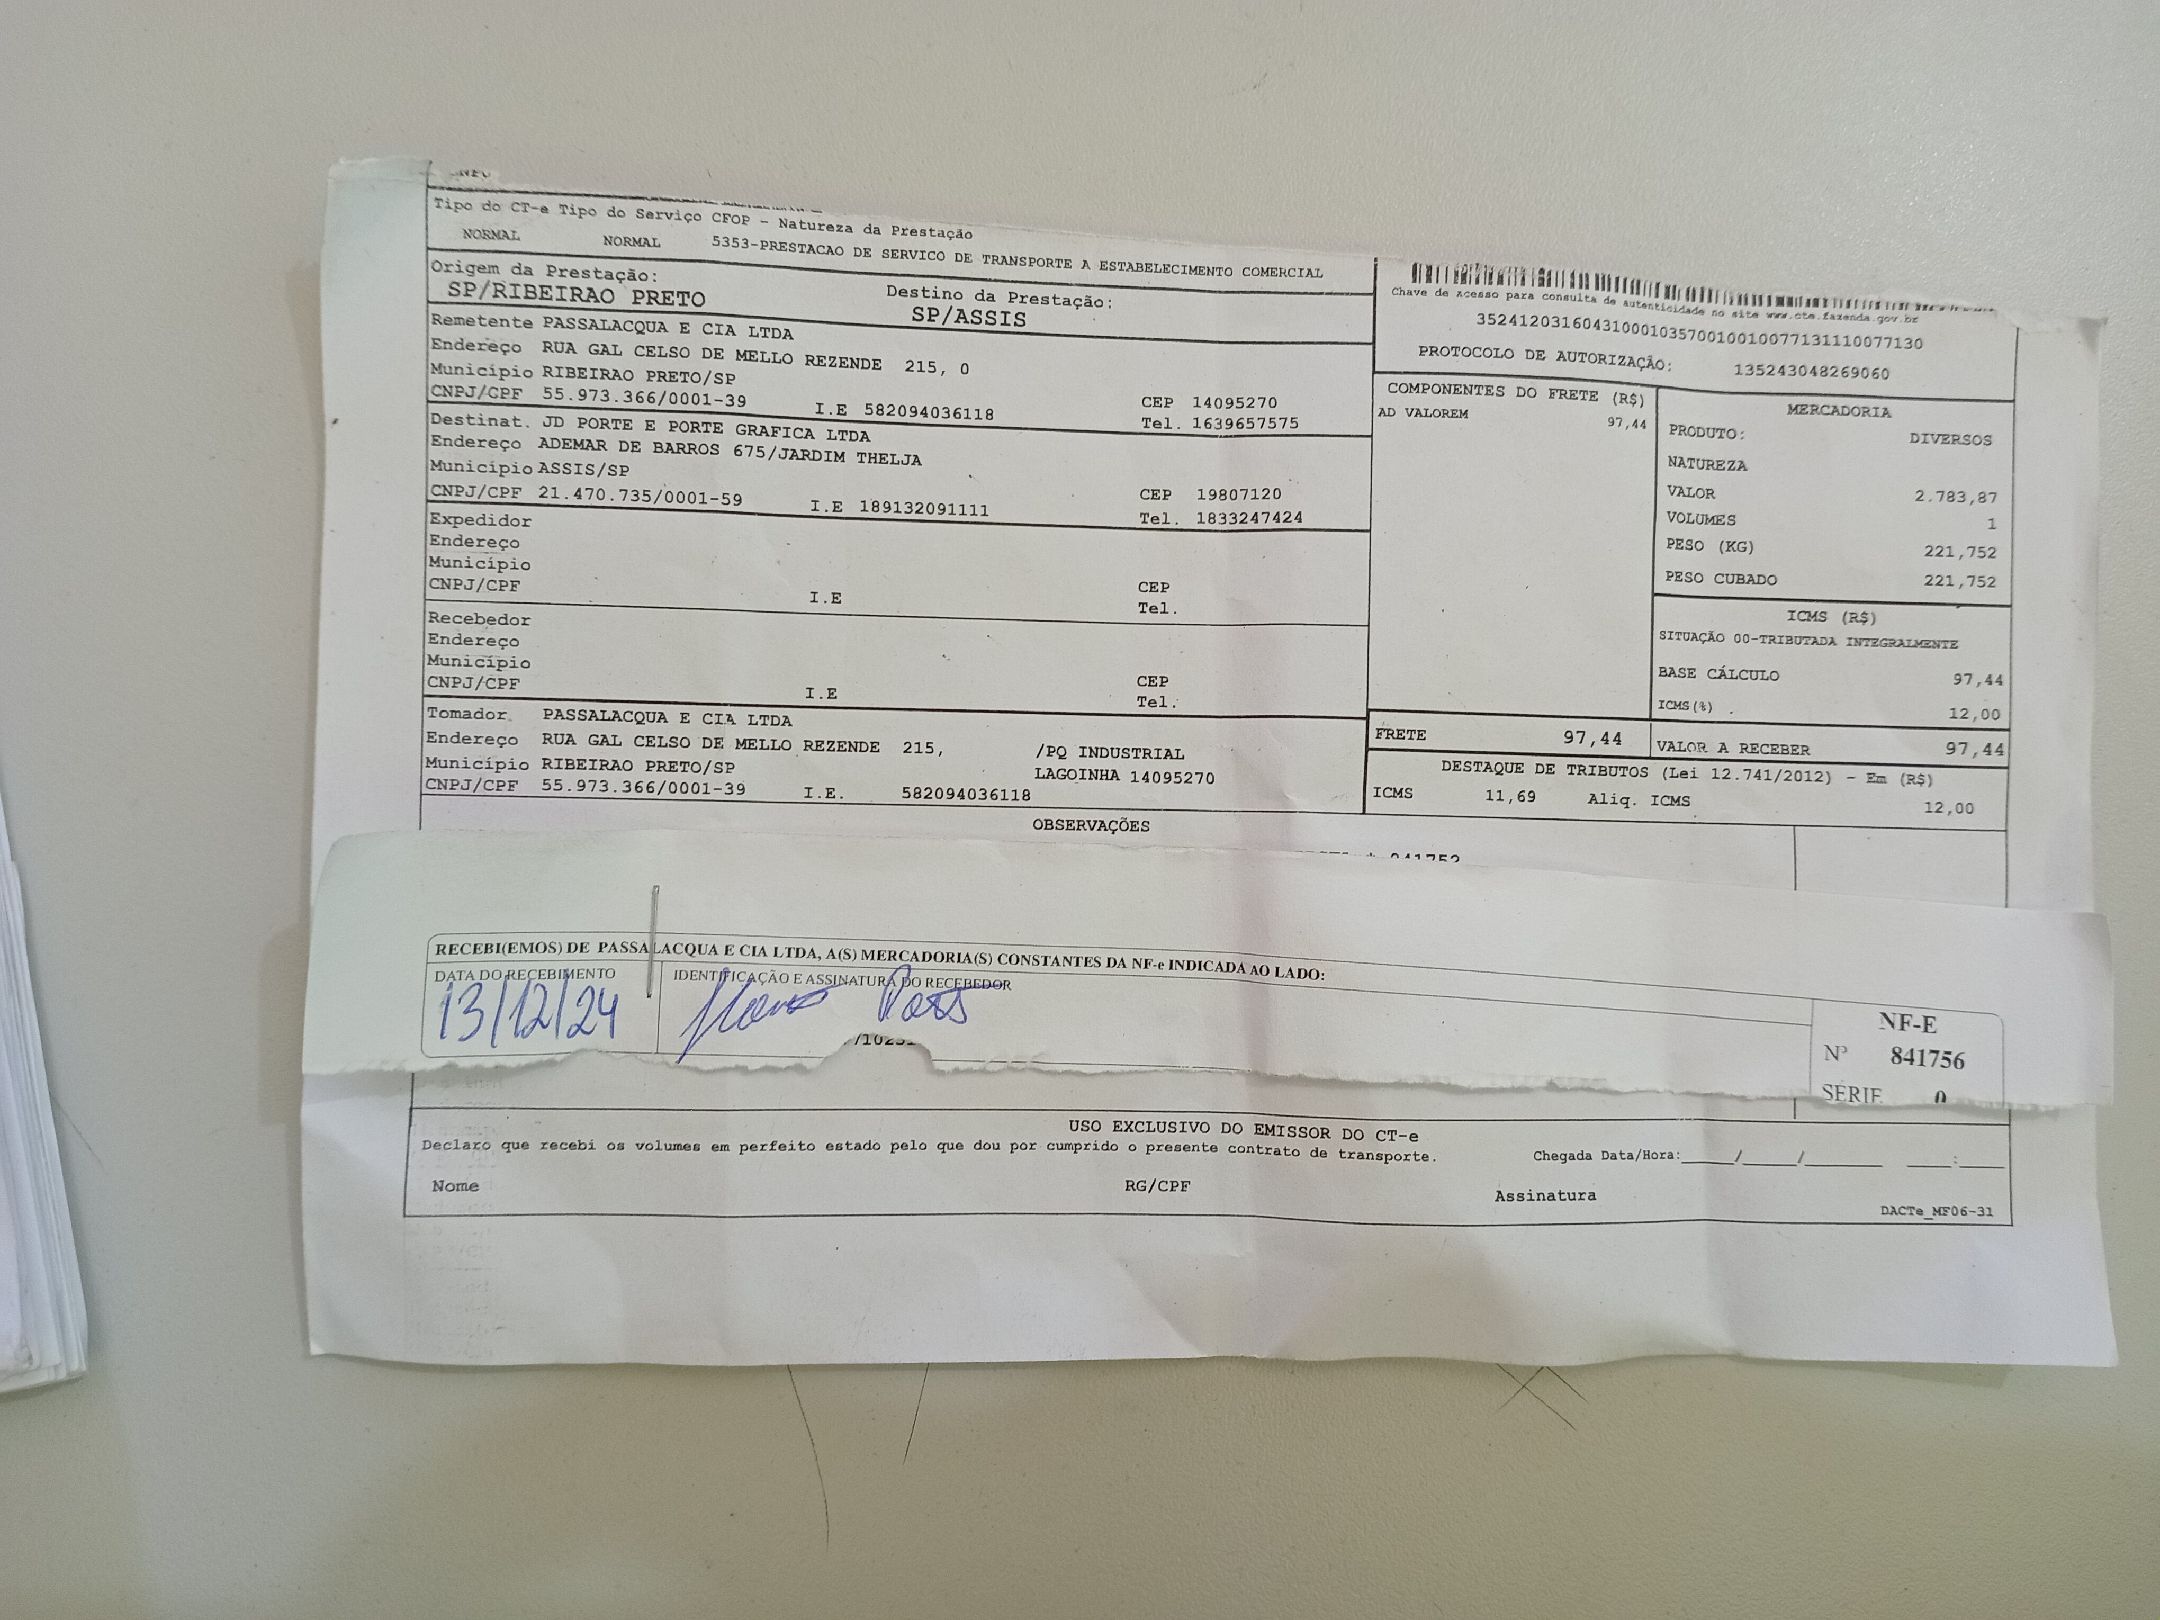 Tipo do CT-e Tipo do Serviço CFOP - Natureza da Prestação
NORMAL NORMAL 5353-PRESTACAO DE SERVICO DE TRANSPORTE A ESTABELECIMENTO COMERCIAL
Origem da Prestação: Destino da Prestação:
SP/RIBEIRAO PRETO SP/ASSIS
Remetente PASSALACQUA E CIA LTDA
Endereço RUA GAL CELSO DE MELLO REZENDE 215, 0
Município RIBEIRAO PRETO/SP CEP 14095270
CNPJ/CPF 55.973.366/0001-39 I.E 582094036118 Tel. 1639657575
Destinat. JD PORTE E PORTE GRAFICA LTDA
Endereço ADEMAR DE BARROS 675/JARDIM THELJA
Município ASSIS/SP CEP 19807120
CNPJ/CPF 21.470.735/0001-59 I.E 189132091111 Tel. 1833247424
Expedidor
Endereço
Município CEP
CNPJ/CPF I.E Tel.
Recebedor
Endereço
Município CEP
CNPJ/CPF I.E Tel.
Tomador PASSALACQUA E CIA LTDA
Endereço RUA GAL CELSO DE MELLO REZENDE 215, /PQ INDUSTRIAL
Município RIBEIRAO PRETO/SP LAGOINHA 14095270
CNPJ/CPF 55.973.366/0001-39 I.E. 582094036118
Chave de acesso para consulta de autenticidade no site www.cte.fazenda.gov.br
35241203160431000103570010010077131110077130
PROTOCOLO DE AUTORIZAÇÃO: 135243048269060
COMPONENTES DO FRETE (R$)
AD VALOREM 97,44
MERCADORIA
PRODUTO: DIVERSOS
NATUREZA
VALOR 2.783,87
VOLUMES 1
PESO (KG) 221,752
PESO CUBADO 221,752
ICMS (R$)
SITUAÇÃO 00-TRIBUTADA INTEGRALMENTE
BASE CÁLCULO 97,44
ICMS(%) 12,00
FRETE 97,44 VALOR A RECEBER 97,44
DESTAQUE DE TRIBUTOS (Lei 12.741/2012) - Em (R$)
ICMS 11,69 Aliq. ICMS 12,00
OBSERVAÇÕES
RECEBI(EMOS) DE PASSALACQUA E CIA LTDA, A(S) MERCADORIA(S) CONSTANTES DA NF-e INDICADA AO LADO:
DATA DO RECEBIMENTO IDENTIFICAÇÃO E ASSINATURA DO RECEBEDOR
13/12/24
NF-E
Nº 841756
SÉRIE 0
USO EXCLUSIVO DO EMISSOR DO CT-e
Declaro que recebi os volumes em perfeito estado pelo que dou por cumprido o presente contrato de transporte. Chegada Data/Hora:____/____/______ ____:____
Nome RG/CPF Assinatura
DACTe_MF06-31